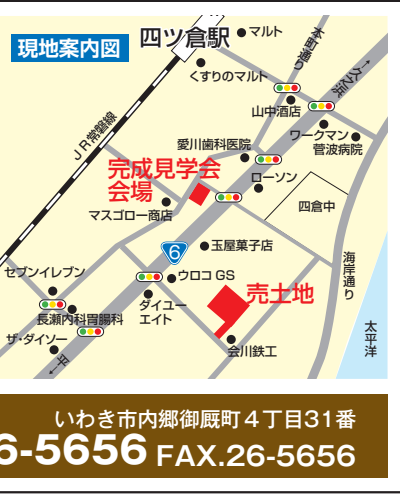 現地案内図
四ツ倉駅
マルト
くすりのマルト
本町通り
↑久之浜
山中酒店
ワークマン
菅波病院
JR常磐線
愛川歯科医院
完成見学会
会場
ローソン
マスゴロー商店
四倉中
6
玉屋菓子店
海岸通り
セブンイレブン
ウロコGS
売土地
長瀬内科胃腸科
ダイユー
エイト
ザ・ダイソー
会川鉄工
太平洋
←平
いわき市内郷御厩町4丁目31番
6-5656 FAX.26-5656